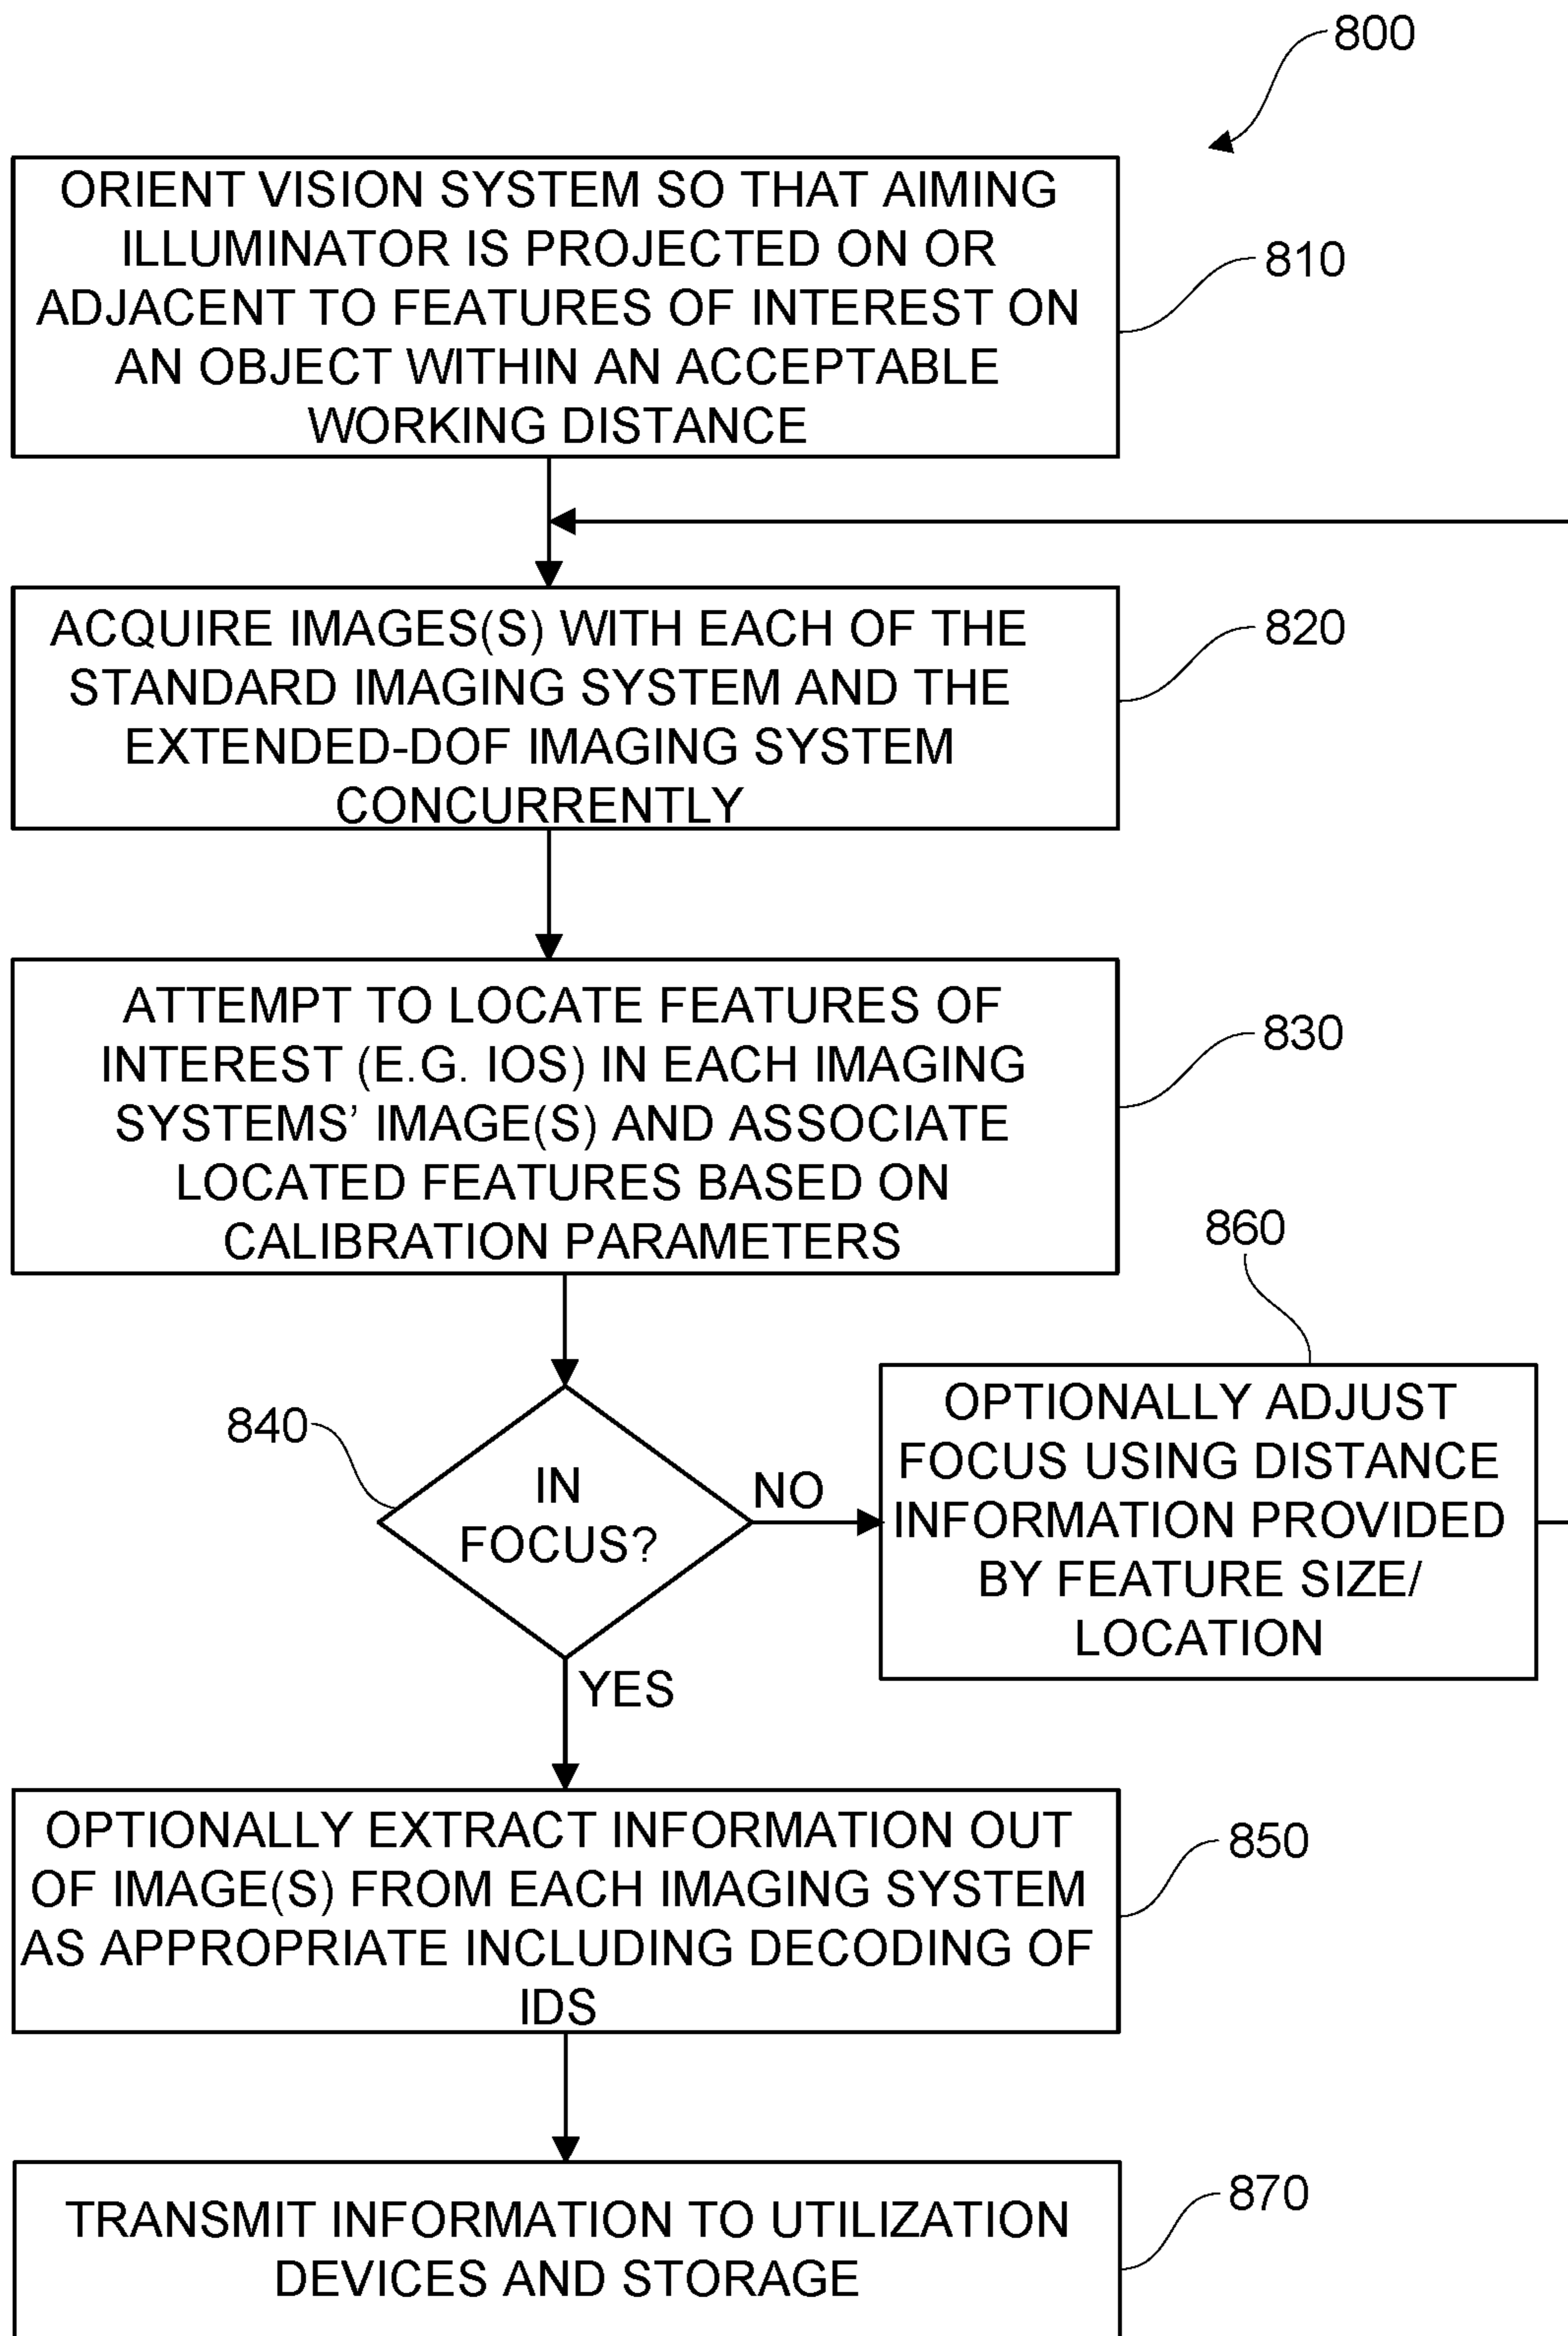 800
ORIENT VISION SYSTEM SO THAT AIMING
ILLUMINATOR IS PROJECTED ON OR
ADJACENT TO FEATURES OF INTEREST ON
AN OBJECT WITHIN AN ACCEPTABLE
WORKING DISTANCE
810
ACQUIRE IMAGES(S) WITH EACH OF THE
STANDARD IMAGING SYSTEM AND THE
EXTENDED-DOF IMAGING SYSTEM
CONCURRENTLY
820
ATTEMPT TO LOCATE FEATURES OF
INTEREST (E.G. IOS) IN EACH IMAGING
SYSTEMS’ IMAGE(S) AND ASSOCIATE
LOCATED FEATURES BASED ON
CALIBRATION PARAMETERS
830
840
IN
FOCUS?
NO
YES
860
OPTIONALLY ADJUST
FOCUS USING DISTANCE
INFORMATION PROVIDED
BY FEATURE SIZE/
LOCATION
OPTIONALLY EXTRACT INFORMATION OUT
OF IMAGE(S) FROM EACH IMAGING SYSTEM
AS APPROPRIATE INCLUDING DECODING OF
IDS
850
TRANSMIT INFORMATION TO UTILIZATION
DEVICES AND STORAGE
870